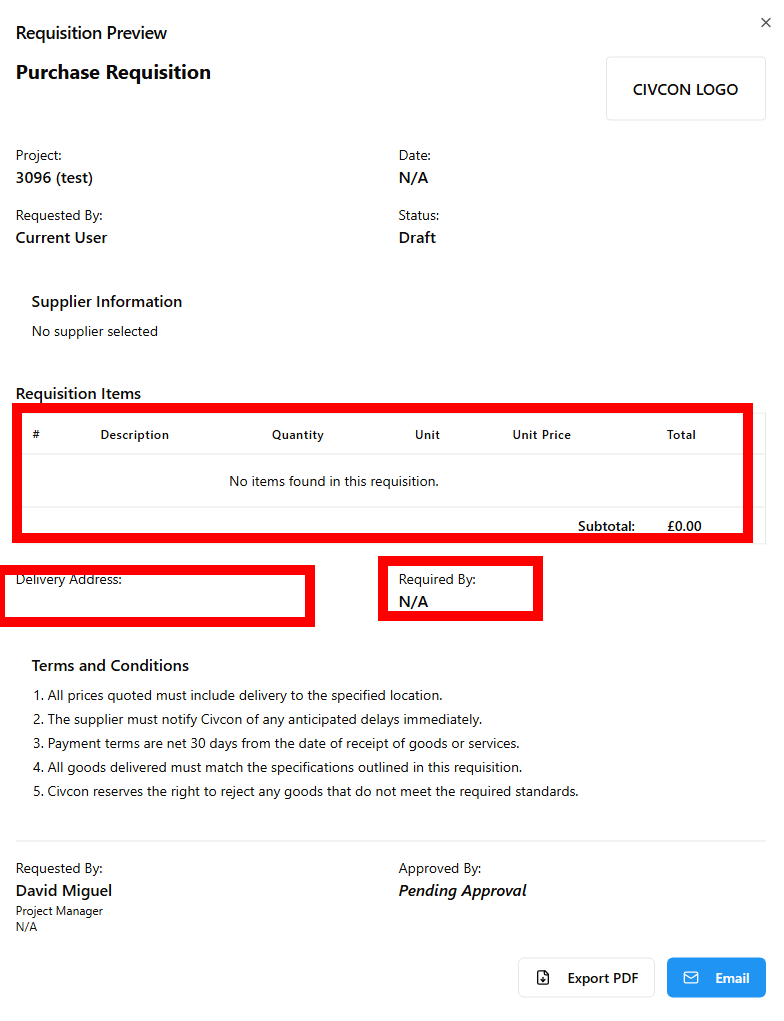 Requisition Preview
Purchase Requisition
CIVCON LOGO
Project:
3096 (test)
Date:
N/A
Requested By:
Current User
Status:
Draft
Supplier Information
No supplier selected
Requisition Items
# Description Quantity Unit Unit Price Total
No items found in this requisition.
Subtotal: £0.00
Delivery Address:
Required By:
N/A
Terms and Conditions
1. All prices quoted must include delivery to the specified location.
2. The supplier must notify Civcon of any anticipated delays immediately.
3. Payment terms are net 30 days from the date of receipt of goods or services.
4. All goods delivered must match the specifications outlined in this requisition.
5. Civcon reserves the right to reject any goods that do not meet the required standards.
Requested By:
David Miguel
Project Manager
N/A
Approved By:
Pending Approval
Export PDF
Email